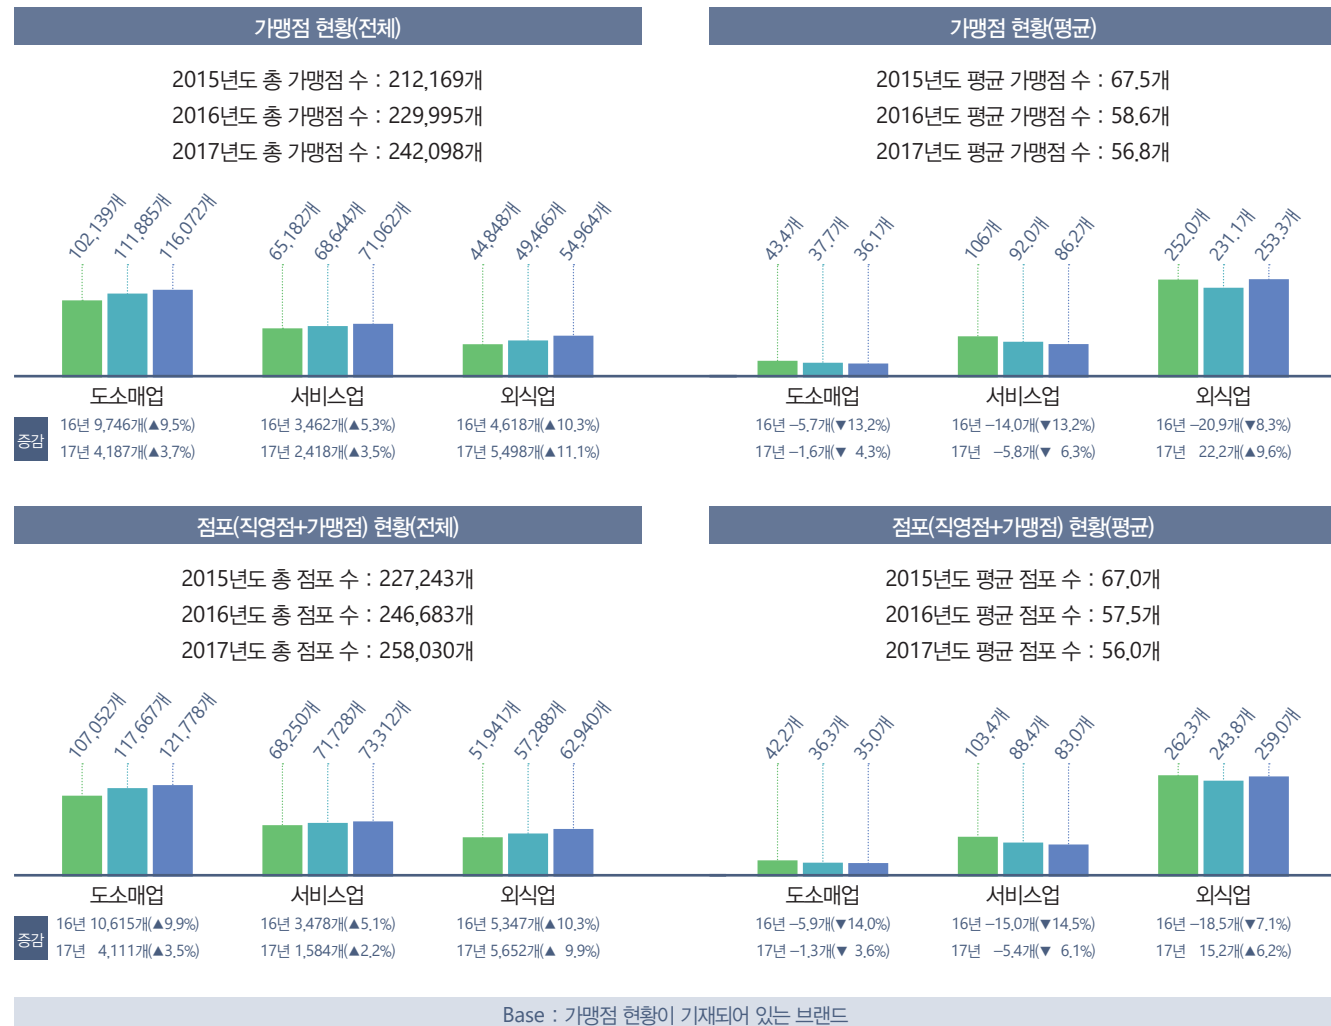 가맹점 현황(전체)
2015년도 총 가맹점 수 : 212,169개
2016년도 총 가맹점 수 : 229,995개
2017년도 총 가맹점 수 : 242,098개
102,139개 111,885개 116,072개 65,182개 68,644개 71,062개 44,848개 49,466개 54,964개
도소매업 서비스업 외식업
증감
16년 9,746개(▲9.5%) 16년 3,462개(▲5.3%) 16년 4,618개(▲10.3%)
17년 4,187개(▲3.7%) 17년 2,418개(▲3.5%) 17년 5,498개(▲11.1%)
가맹점 현황(평균)
2015년도 평균 가맹점 수 : 67.5개
2016년도 평균 가맹점 수 : 58.6개
2017년도 평균 가맹점 수 : 56.8개
43.4개 37.7개 36.1개 106개 92.0개 86.2개 252.0개 231.1개 253.3개
도소매업 서비스업 외식업
16년 −5.7개(▼13.2%) 16년 −14.0개(▼13.2%) 16년 −20.9개(▼8.3%)
17년 −1.6개(▼ 4.3%) 17년 −5.8개(▼ 6.3%) 17년 22.2개(▲9.6%)
점포(직영점+가맹점) 현황(전체)
2015년도 총 점포 수 : 227,243개
2016년도 총 점포 수 : 246,683개
2017년도 총 점포 수 : 258,030개
107,052개 117,667개 121,778개 68,250개 71,728개 73,312개 51,941개 57,288개 62,940개
도소매업 서비스업 외식업
증감
16년 10,615개(▲9.9%) 16년 3,478개(▲5.1%) 16년 5,347개(▲10.3%)
17년 4,111개(▲3.5%) 17년 1,584개(▲2.2%) 17년 5,652개(▲ 9.9%)
점포(직영점+가맹점) 현황(평균)
2015년도 평균 점포 수 : 67.0개
2016년도 평균 점포 수 : 57.5개
2017년도 평균 점포 수 : 56.0개
42.2개 36.3개 35.0개 103.4개 88.4개 83.0개 262.3개 243.8개 259.0개
도소매업 서비스업 외식업
16년 −5.9개(▼14.0%) 16년 −15.0개(▼14.5%) 16년 −18.5개(▼7.1%)
17년 −1.3개(▼ 3.6%) 17년 −5.4개(▼ 6.1%) 17년 15.2개(▲6.2%)
Base : 가맹점 현황이 기재되어 있는 브랜드